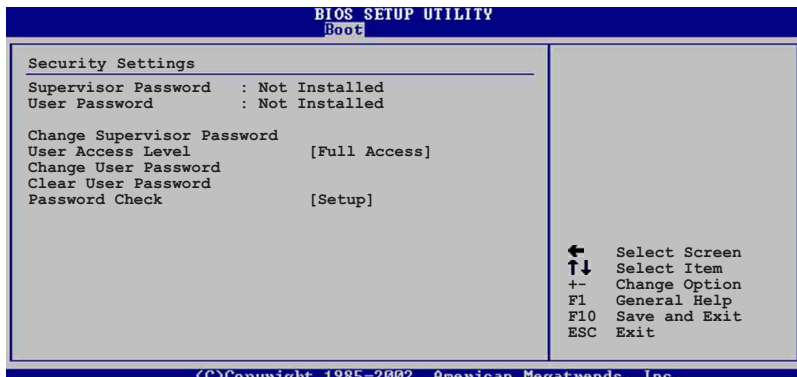 BIOS SETUP UTILITY
Boot
Security Settings
Supervisor Password : Not Installed
User Password : Not Installed
Change Supervisor Password
User Access Level [Full Access]
Change User Password
Clear User Password
Password Check [Setup]
← Select Screen
↑↓ Select Item
+- Change Option
F1 General Help
F10 Save and Exit
ESC Exit
(C)Copyright 1985-2002, American Megatrends, Inc.